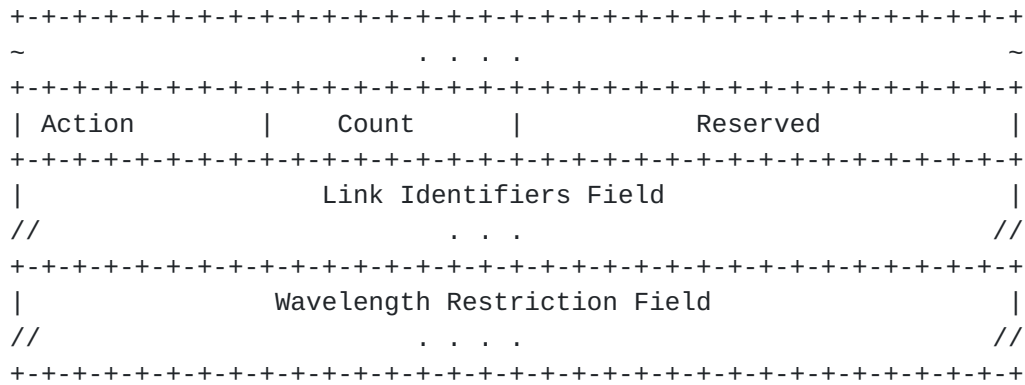 +-+-+-+-+-+-+-+-+-+-+-+-+-+-+-+-+-+-+-+-+-+-+-+-+-+-+-+-+-+-+-+-+
~                          . . . .                               ~
+-+-+-+-+-+-+-+-+-+-+-+-+-+-+-+-+-+-+-+-+-+-+-+-+-+-+-+-+-+-+-+-+
| Action        |    Count      |           Reserved            |
+-+-+-+-+-+-+-+-+-+-+-+-+-+-+-+-+-+-+-+-+-+-+-+-+-+-+-+-+-+-+-+-+
|                   Link Identifiers Field                      |
//                          . . .                              //
+-+-+-+-+-+-+-+-+-+-+-+-+-+-+-+-+-+-+-+-+-+-+-+-+-+-+-+-+-+-+-+-+
|                Wavelength Restriction Field                   |
//                        . . . .                              //
+-+-+-+-+-+-+-+-+-+-+-+-+-+-+-+-+-+-+-+-+-+-+-+-+-+-+-+-+-+-+-+-+